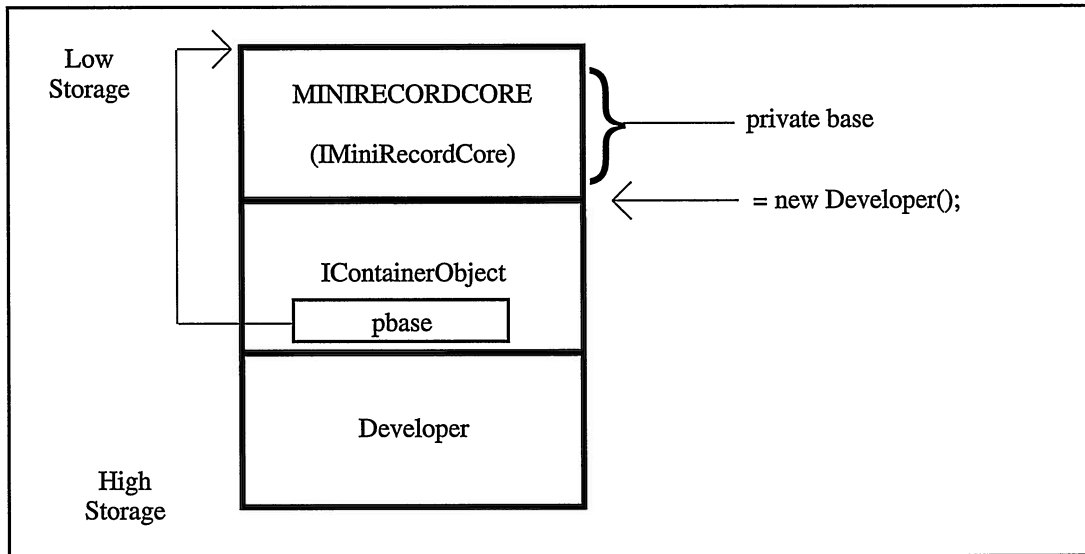 Low
Storage
MINIRECORDCORE
(IMiniRecordCore)
private base
= new Developer();
IContainerObject
pbase
Developer
High
Storage